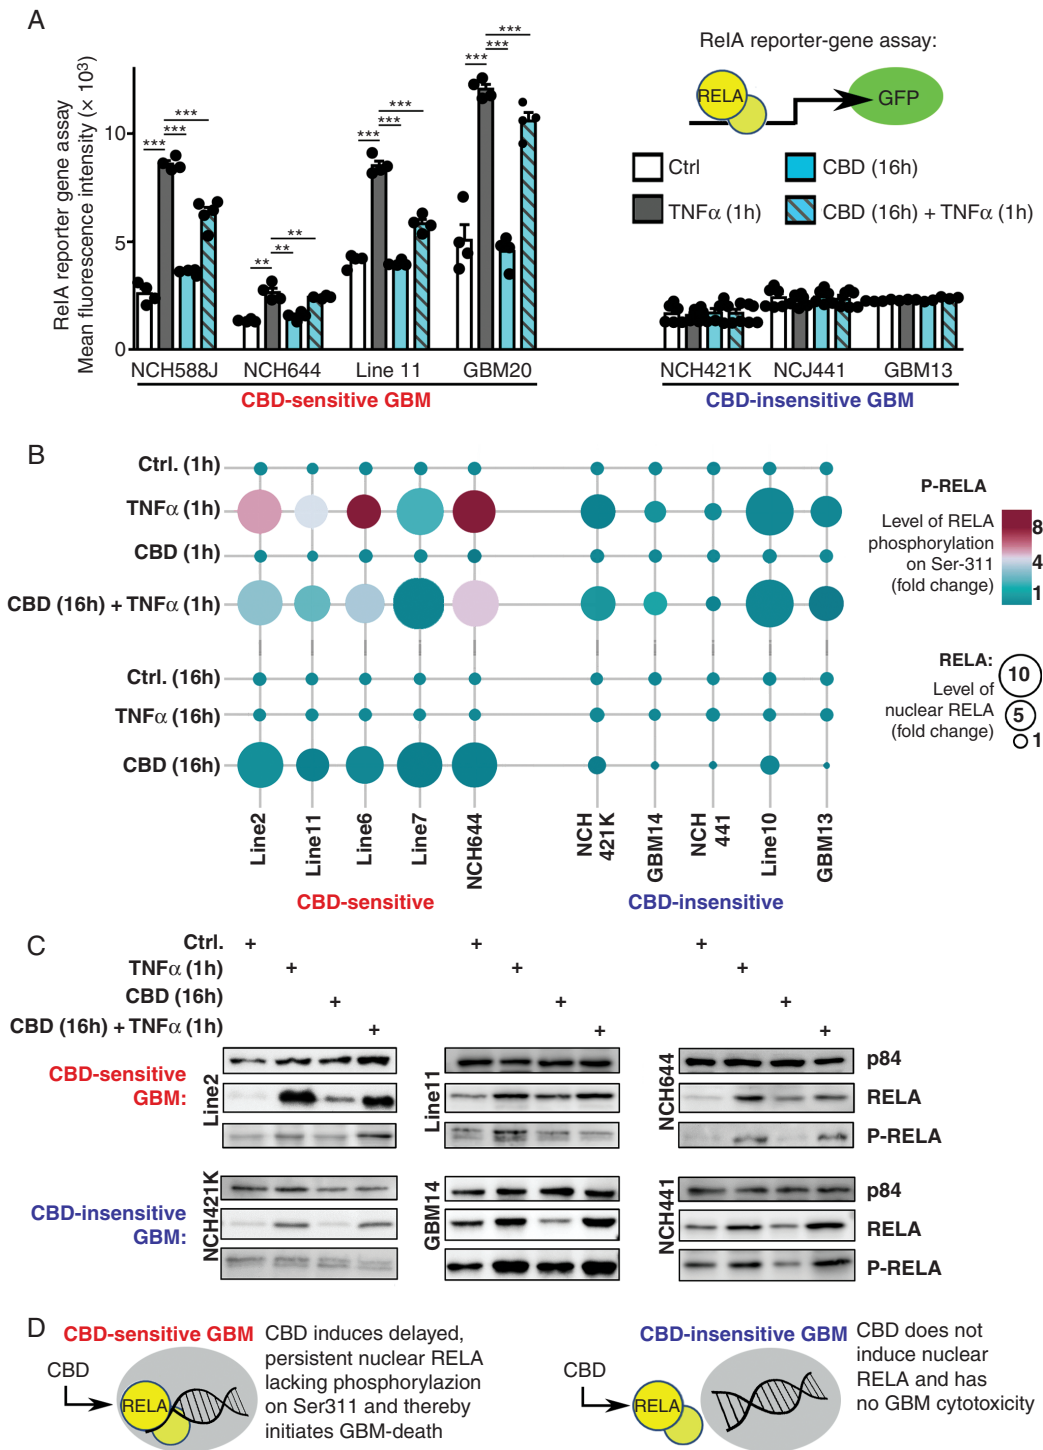 A
RelA reporter gene assay
Mean fluorescence intensity (× 10³)
10
5
0
***
***
***
**
**
**
***
***
***
***
***
***
NCH588J
NCH644
Line 11
GBM20
CBD-sensitive GBM
NCH421K
NCJ441
GBM13
CBD-insensitive GBM
RelA reporter-gene assay:
RELA
GFP
Ctrl
CBD (16h)
TNFα (1h)
CBD (16h) + TNFα (1h)
B
Ctrl. (1h)
TNFα (1h)
CBD (1h)
CBD (16h) + TNFα (1h)
Ctrl. (16h)
TNFα (16h)
CBD (16h)
Line2
Line11
Line6
Line7
NCH644
NCH
421K
GBM14
NCH
441
Line10
GBM13
CBD-sensitive
CBD-insensitive
P-RELA
Level of RELA
phosphorylation
on Ser-311
(fold change)
8
4
1
RELA:
Level of
nuclear RELA
(fold change)
10
5
1
C
Ctrl.
+
+
+
TNFα (1h)
+
+
+
CBD (16h)
+
+
+
CBD (16h) + TNFα (1h)
+
+
+
CBD-sensitive
GBM:
Line2
Line11
NCH644
p84
RELA
P-RELA
CBD-insensitive
GBM:
NCH421K
GBM14
NCH441
p84
RELA
P-RELA
D
CBD-sensitive GBM
CBD
RELA
CBD induces delayed,
persistent nuclear RELA
lacking phosphorylazion
on Ser311 and thereby
initiates GBM-death
CBD-insensitive GBM
CBD
RELA
CBD does not
induce nuclear
RELA and has
no GBM cytotoxicity